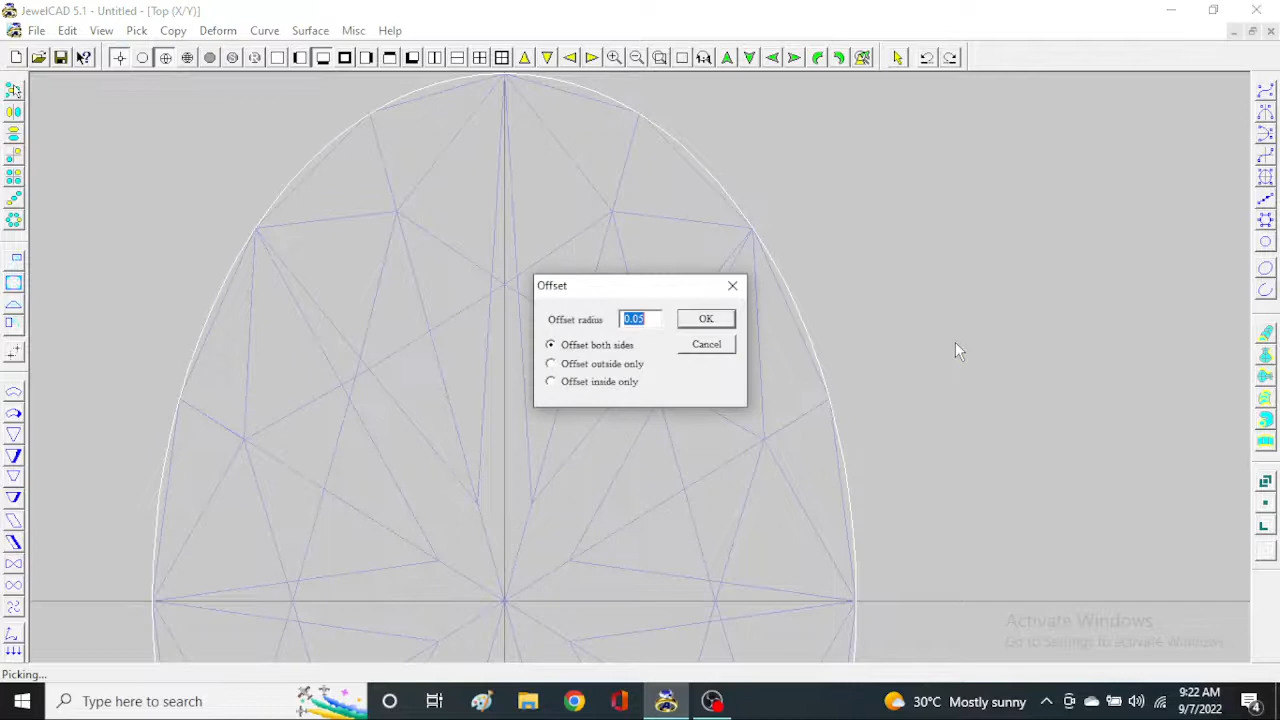 JewelCAD 5.1 - Untitled - [Top (X/Y)]
File Edit View Pick Copy Deform Curve Surface Misc Help
Offset
Offset radius 0.05 OK
Offset both sides Cancel
Offset outside only
Offset inside only
Activate Windows
Go to Settings to activate Windows.
Picking...
Type here to search
30°C Mostly sunny
9:22 AM
9/7/2022
4